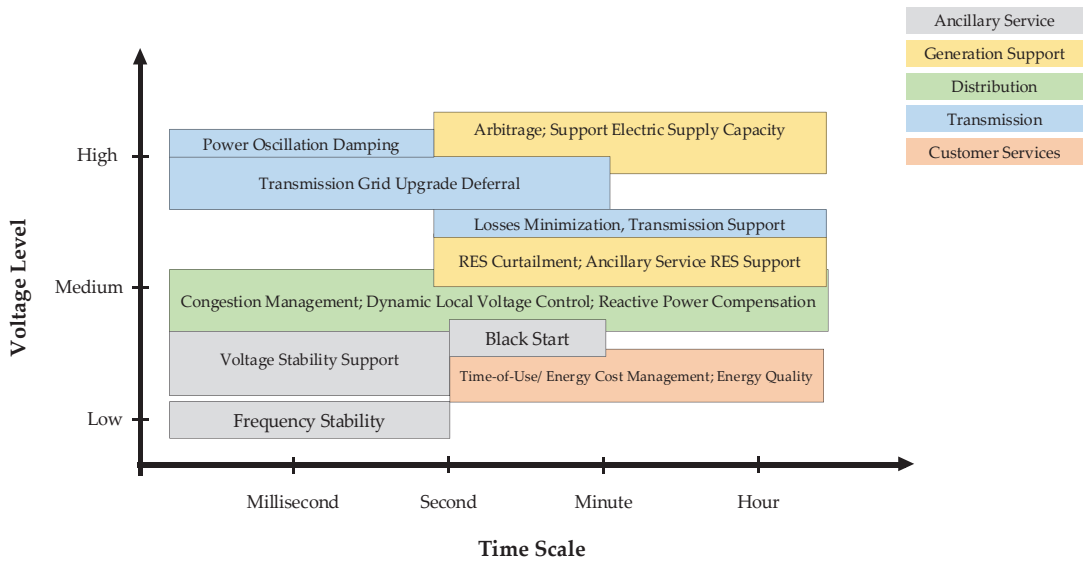 Ancillary Service
Generation Support
Distribution
Transmission
Customer Services
Voltage Level
High
Medium
Low
Arbitrage; Support Electric Supply Capacity
Power Oscillation Damping
Transmission Grid Upgrade Deferral
Losses Minimization, Transmission Support
RES Curtailment; Ancillary Service RES Support
Congestion Management; Dynamic Local Voltage Control; Reactive Power Compensation
Black Start
Voltage Stability Support
Time-of-Use/ Energy Cost Management; Energy Quality
Frequency Stability
Millisecond
Second
Minute
Hour
Time Scale